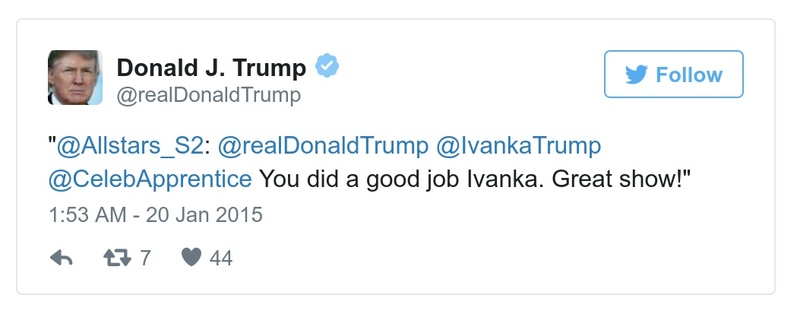 Donald J. Trump
@realDonaldTrump
Follow
"@Allstars_S2: @realDonaldTrump @IvankaTrump
@CelebApprentice You did a good job Ivanka. Great show!"
1:53 AM - 20 Jan 2015
7 44